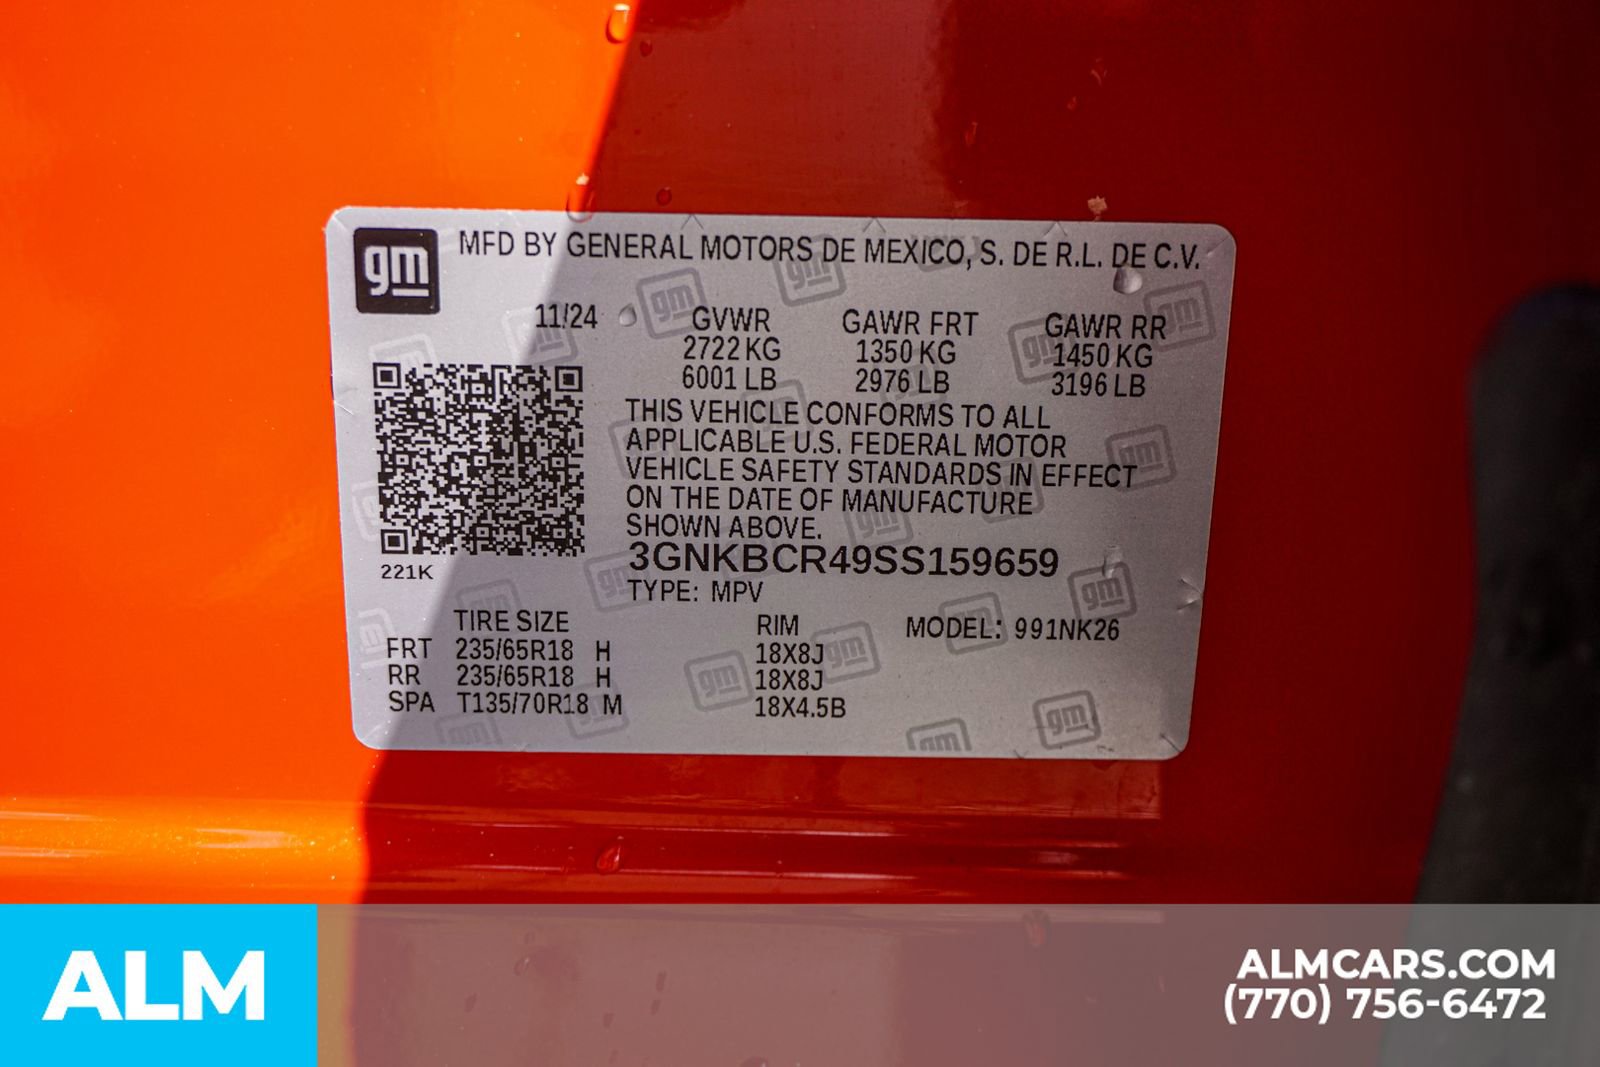 gm
MFD BY GENERAL MOTORS DE MEXICO, S. DE R.L. DE C.V.
11/24 GVWR GAWR FRT GAWR RR
2722 KG 1350 KG 1450 KG
6001 LB 2976 LB 3196 LB
THIS VEHICLE CONFORMS TO ALL
APPLICABLE U.S. FEDERAL MOTOR
VEHICLE SAFETY STANDARDS IN EFFECT
ON THE DATE OF MANUFACTURE
SHOWN ABOVE.
3GNKBCR49SS159659
221K
TYPE: MPV
TIRE SIZE RIM MODEL: 991NK26
FRT 235/65R18 H 18X8J
RR 235/65R18 H 18X8J
SPA T135/70R18 M 18X4.5B
ALM
ALMCARS.COM
(770) 756-6472